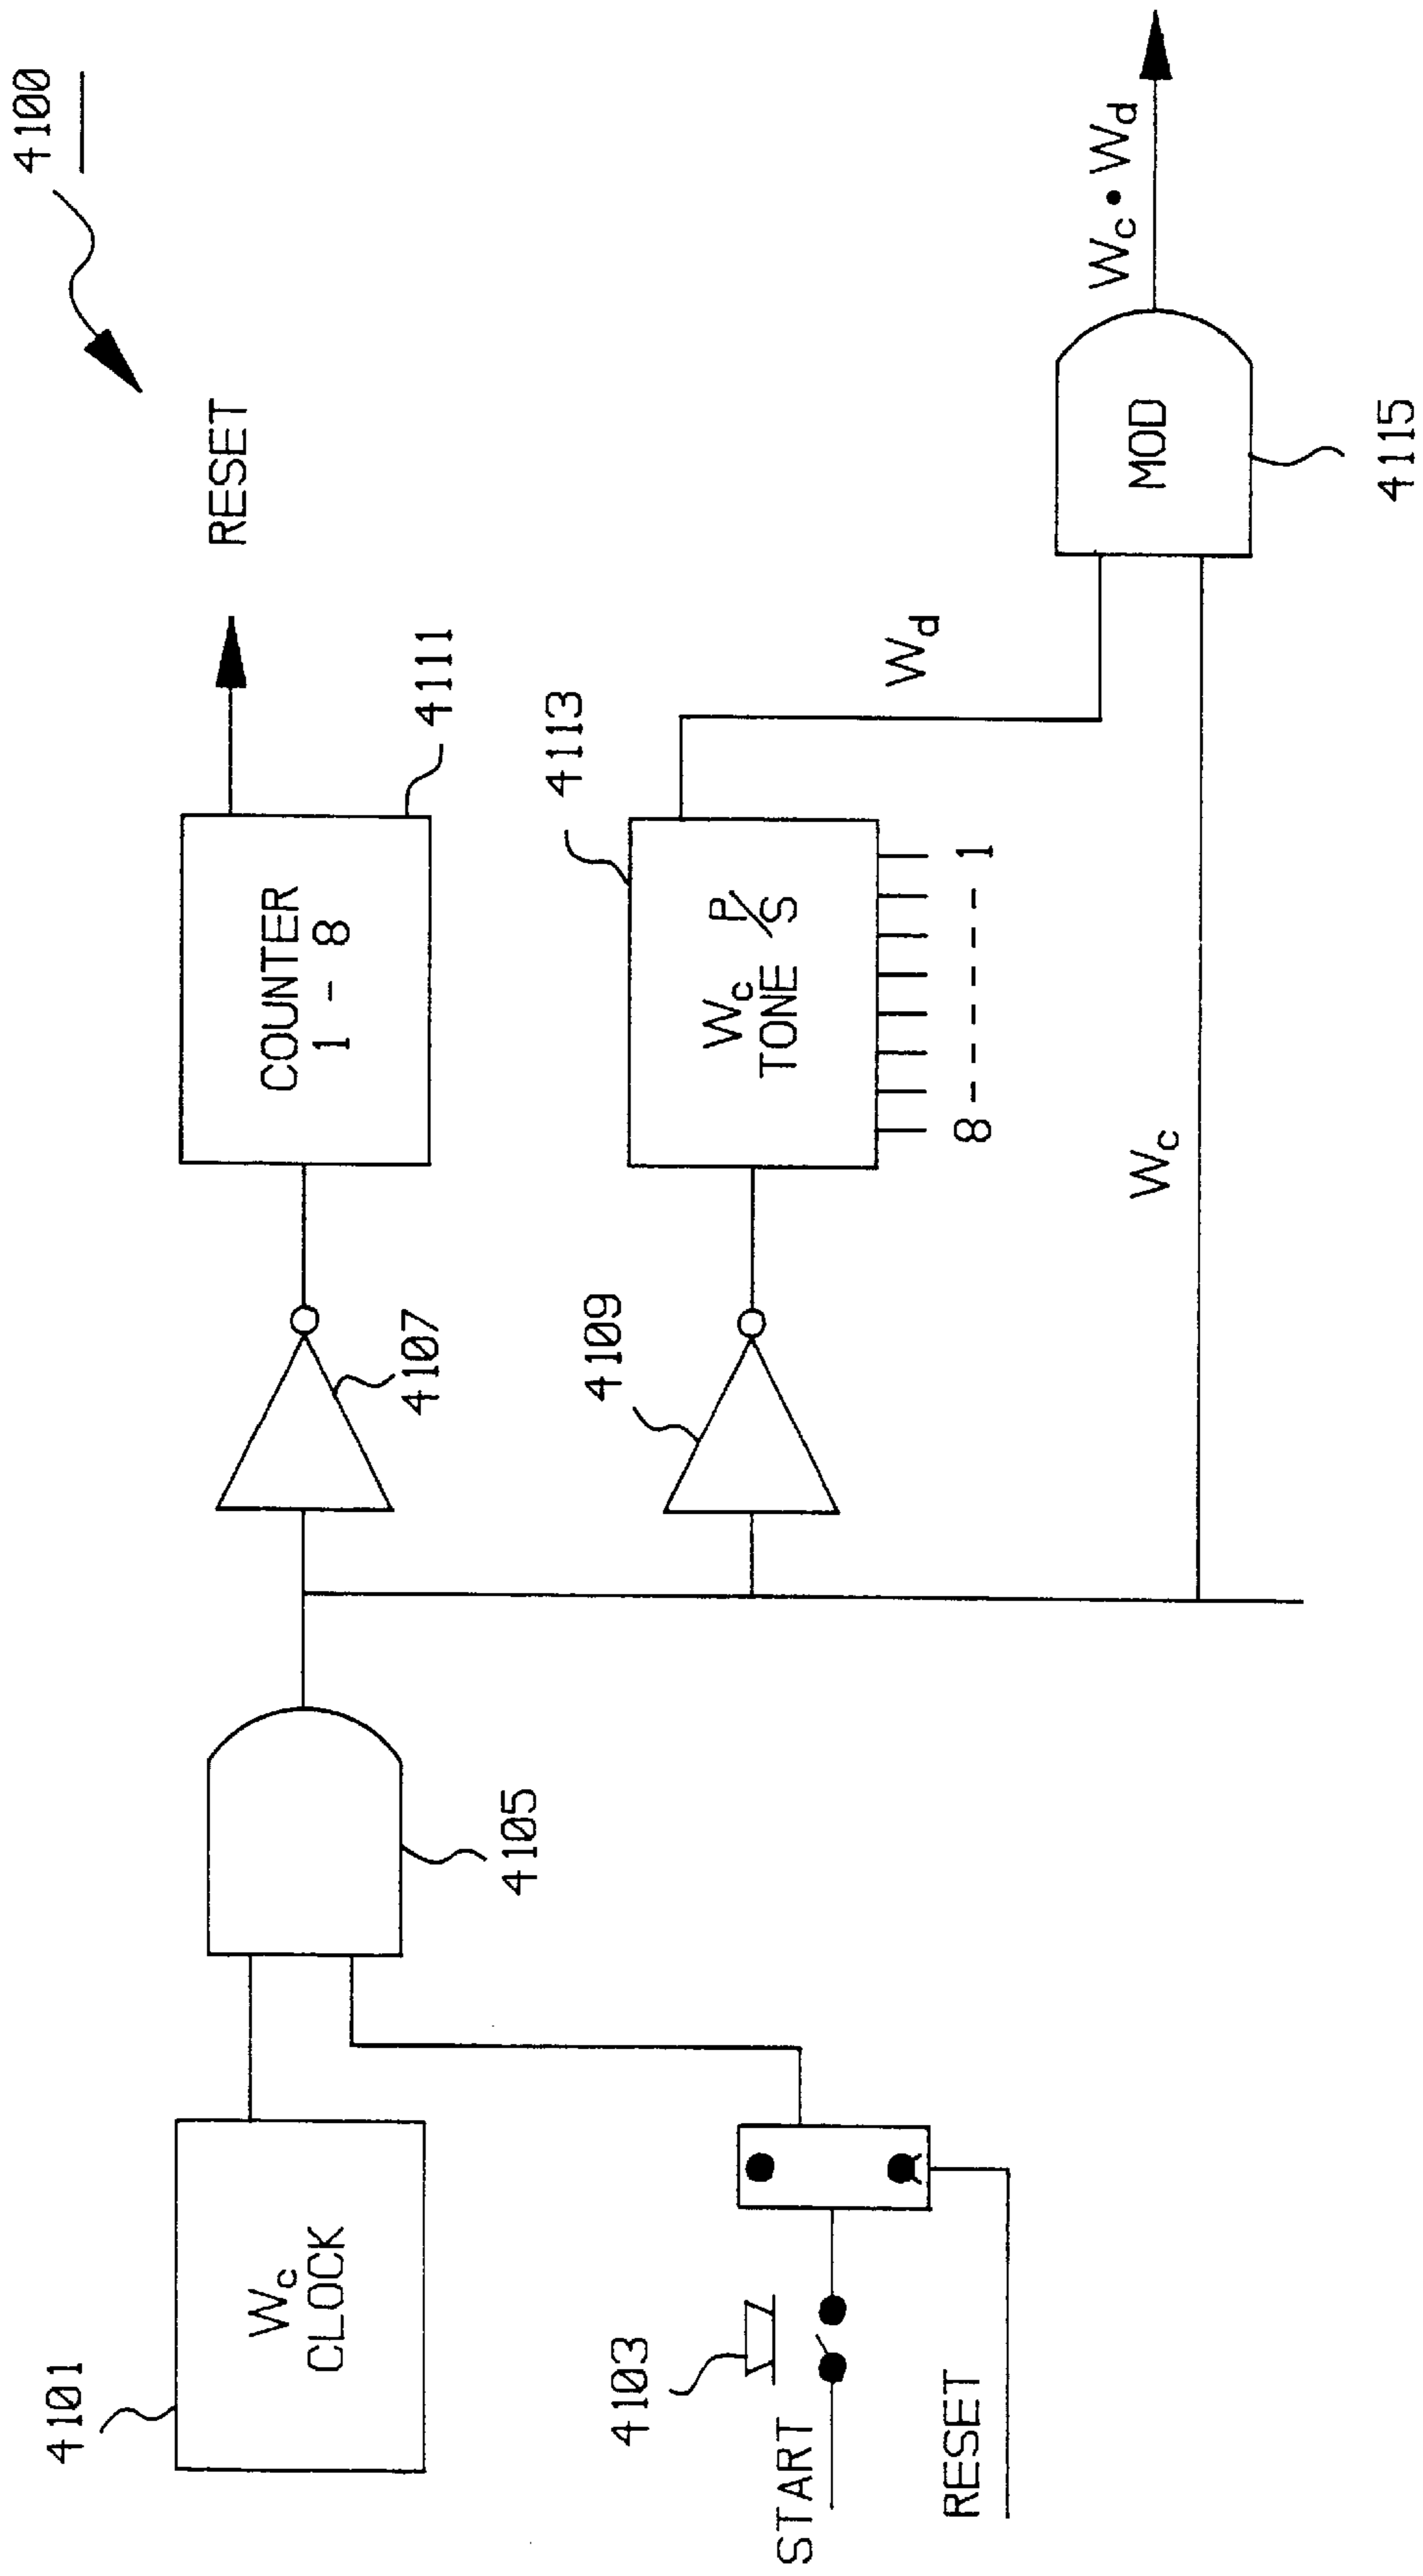 4100
4101
Wc
CLOCK
4103
START
RESET
4105
4107
4109
COUNTER
1 - 8
4111
RESET
Wc
TONE P/S
4113
8 - - - - - - 1
Wd
Wc
MOD
4115
Wc • Wd